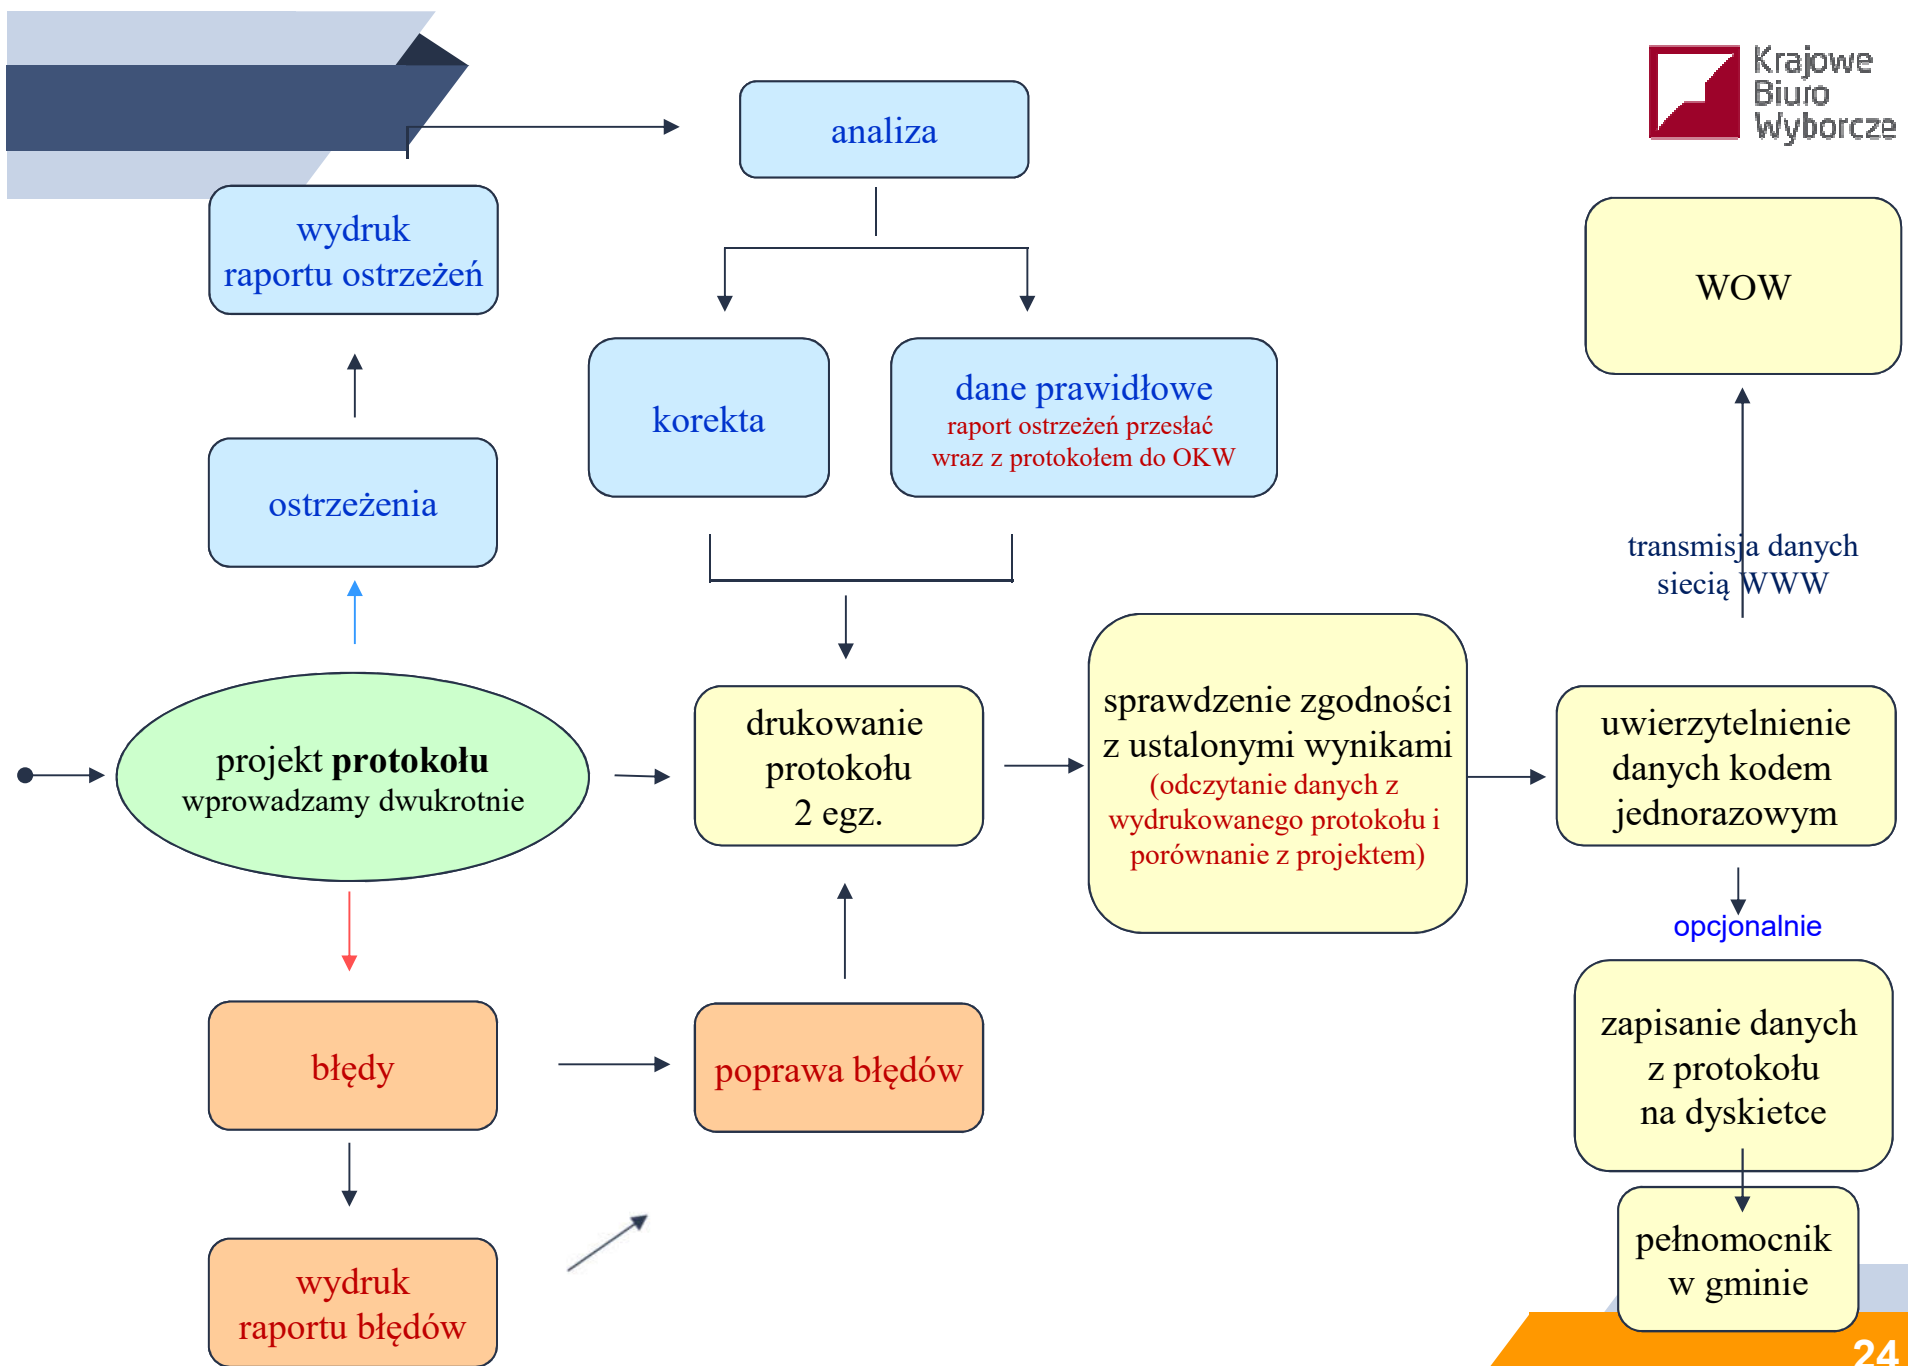 Krajowe
Biuro
Wyborcze
analiza
wydruk
raportu ostrzeżeń
WOW
korekta
dane prawidłowe
raport ostrzeżeń przesłać
wraz z protokołem do OKW
ostrzeżenia
transmisja danych
siecią WWW
projekt protokołu
wprowadzamy dwukrotnie
drukowanie
protokołu
2 egz.
sprawdzenie zgodności
z ustalonymi wynikami
(odczytanie danych z
wydrukowanego protokołu i
porównanie z projektem)
uwierzytelnienie
danych kodem
jednorazowym
opcjonalnie
błędy
poprawa błędów
zapisanie danych
z protokołu
na dyskietce
wydruk
raportu błędów
pełnomocnik
w gminie
24